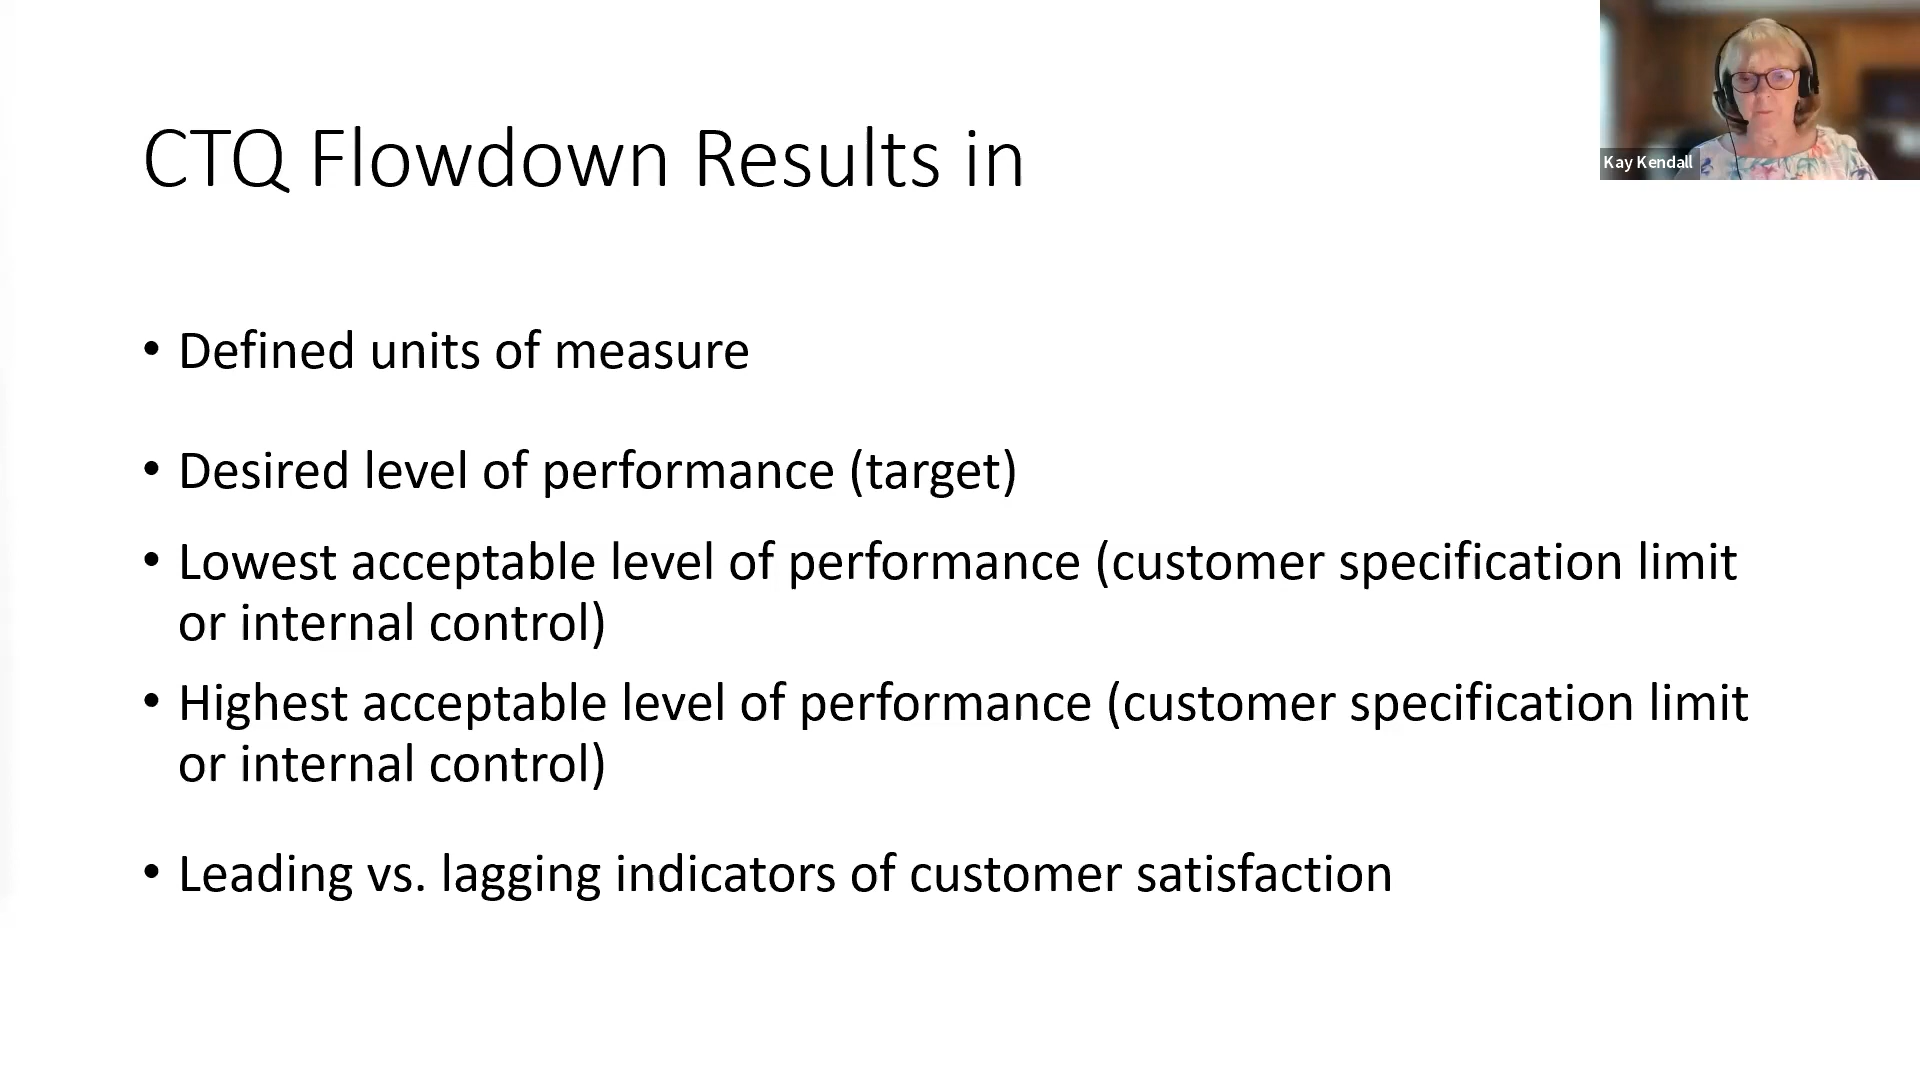 CTQ Flowdown Results in
Kay Kendall
• Defined units of measure
• Desired level of performance (target)
• Lowest acceptable level of performance (customer specification limit
or internal control)
• Highest acceptable level of performance (customer specification limit
or internal control)
• Leading vs. lagging indicators of customer satisfaction